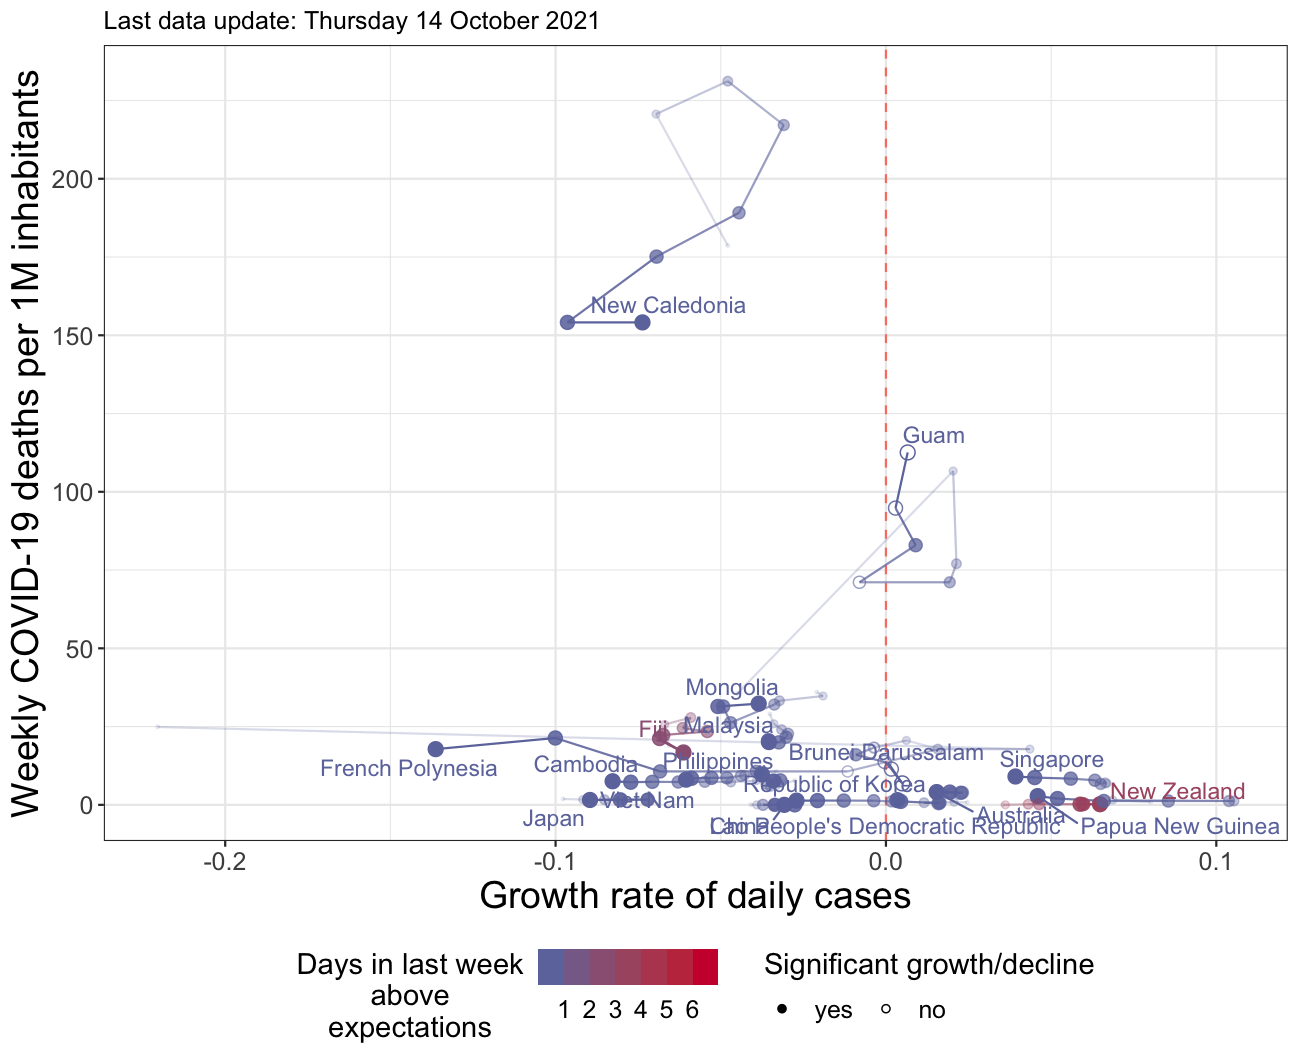 Last data update: Thursday 14 October 2021
Weekly COVID-19 deaths per 1M inhabitants
200
150
100
50
0
New Caledonia
Guam
Mongolia
Fiji
Malaysia
French Polynesia
Cambodia
Philippines
Brunei Darussalam
Singapore
Republic of Korea
Viet Nam
New Zealand
Japan
Australia
China
Lao People's Democratic Republic
Papua New Guinea
-0.2
-0.1
0.0
0.1
Growth rate of daily cases
Days in last week
above
expectations
1 2 3 4 5 6
Significant growth/decline
yes
no